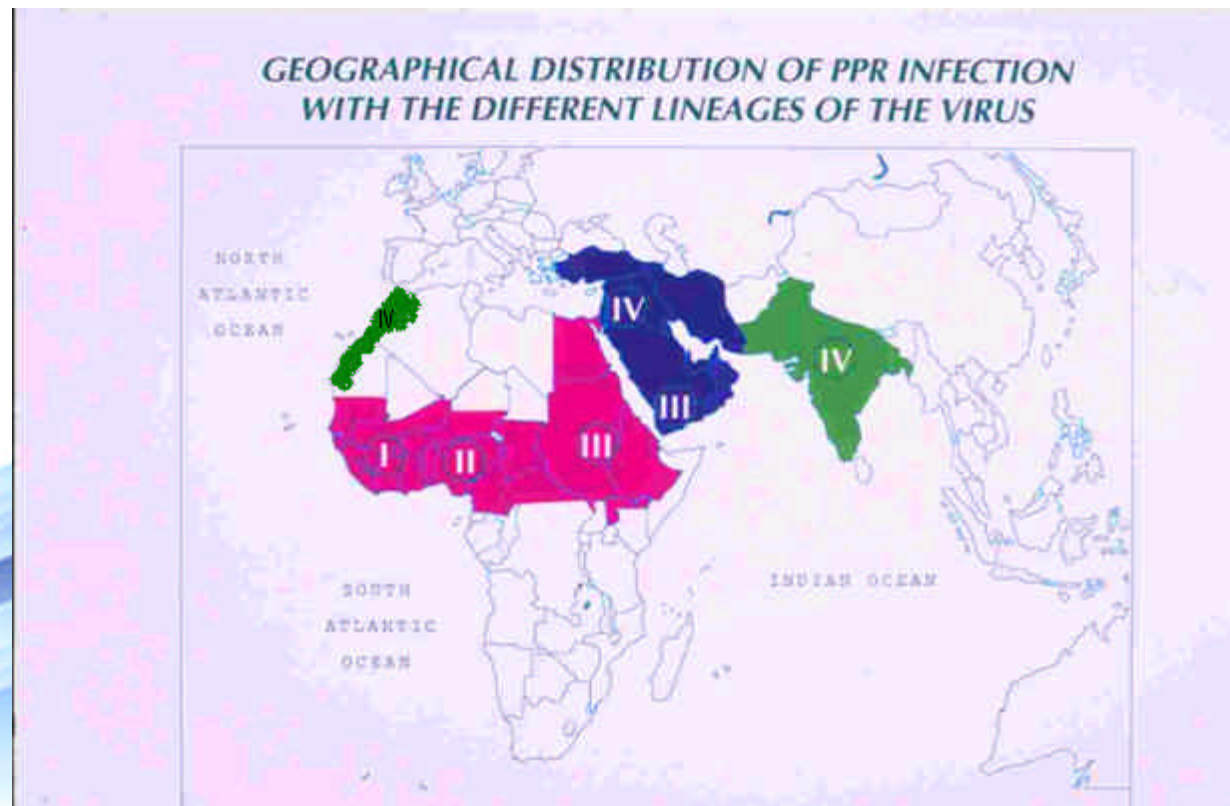 GEOGRAPHICAL DISTRIBUTION OF PPR INFECTION
WITH THE DIFFERENT LINEAGES OF THE VIRUS
NORTH
ATLANTIC
OCEAN
IV
IV
IV
III
I
II
III
INDIAN OCEAN
SOUTH
ATLANTIC
OCEAN